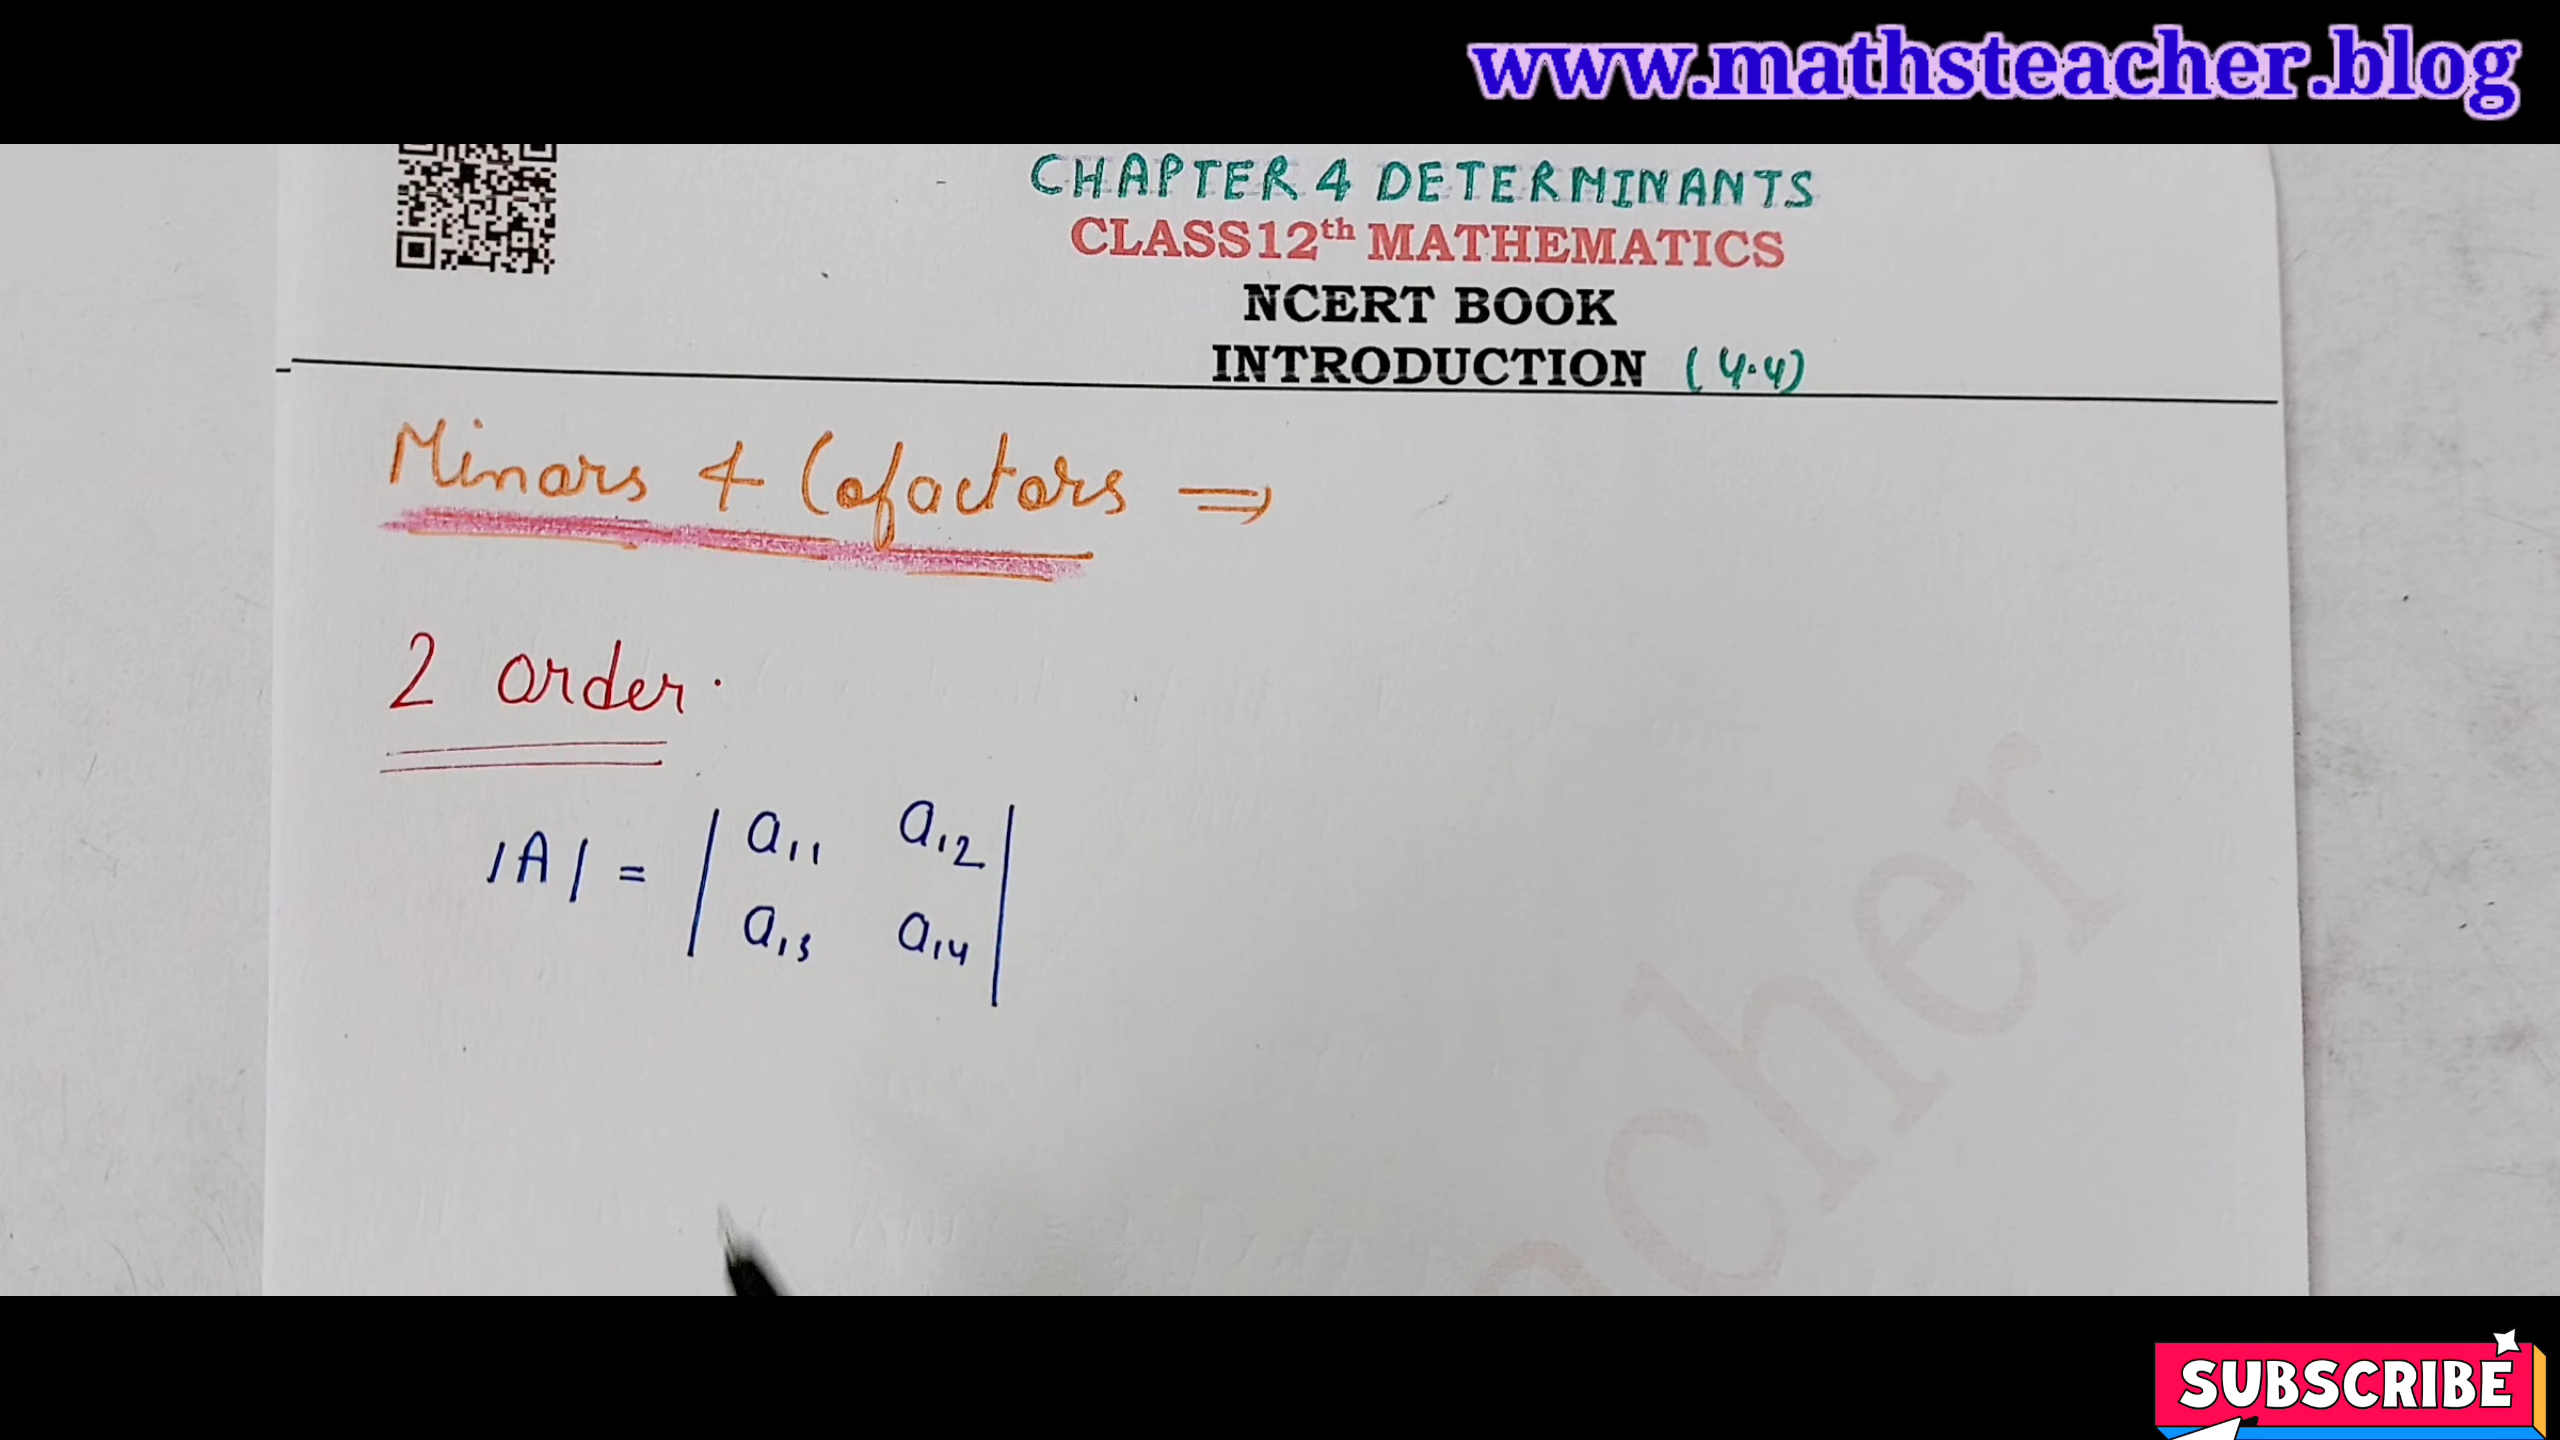 www.mathsteacher.blog
CHAPTER 4 DETERMINANTS
CLASS12th MATHEMATICS
NCERT BOOK
INTRODUCTION (4.4)
Minors & Cofactors ⇒
2 order.
|A| = | a11 a12 |
| a13 a14 |
cher
SUBSCRIBE